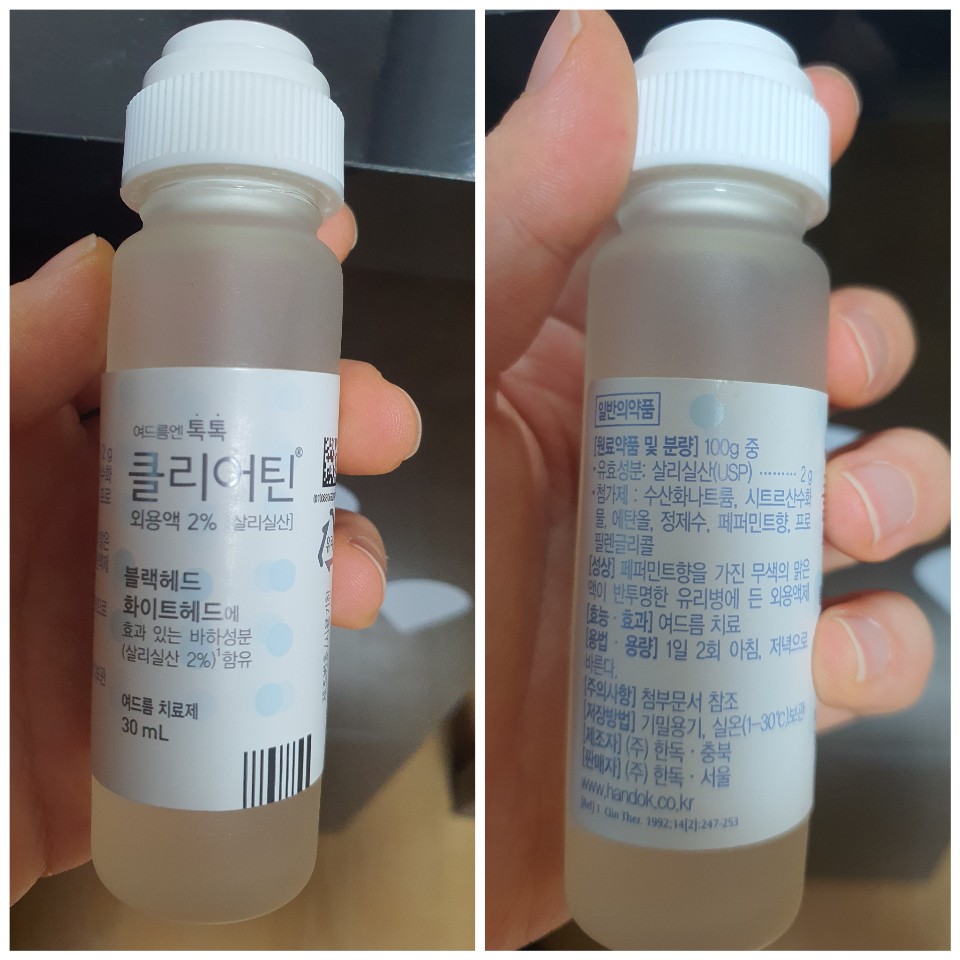 여드름엔 톡톡
클리어틴®
외용액 2% [살리실산]
블랙헤드
화이트헤드에
효과 있는 바하성분
(살리실산 2%)¹함유
여드름 치료제
30 mL
일반의약품
[원료약품 및 분량] 100g 중
·유효성분: 살리실산(USP) ········· 2 g
·첨가제 : 수산화나트륨, 시트르산수화
물, 에탄올, 정제수, 페퍼민트향, 프로
필렌글리콜
[성상] 페퍼민트향을 가진 무색의 맑은
액이 반투명한 유리병에 든 외용액제
[효능·효과] 여드름 치료
[용법·용량] 1일 2회 아침, 저녁으로
바른다.
[주의사항] 첨부문서 참조
[저장방법] 기밀용기, 실온(1-30℃)보관
[제조자] (주) 한독·충북
[판매자] (주) 한독·서울
www.handok.co.kr
[Ref] 1 Clin Ther. 1992;14[2]:247-253